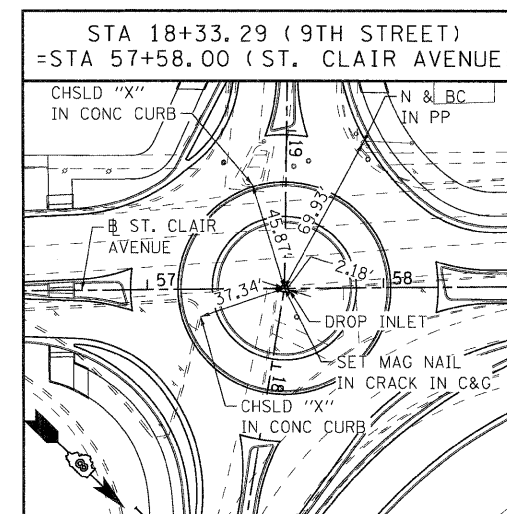 STA 18+33.29 (9TH STREET)
=STA 57+58.00 (ST. CLAIR AVENUE
CHSLD "X"
IN CONC CURB
N & BC
IN PP
19
69.93'
45.87'
B ST. CLAIR
AVENUE
2.18'
57
58
37.34'
DROP INLET
SET MAG NAIL
IN CRACK IN C&G
18
CHSLD "X"
IN CONC CURB